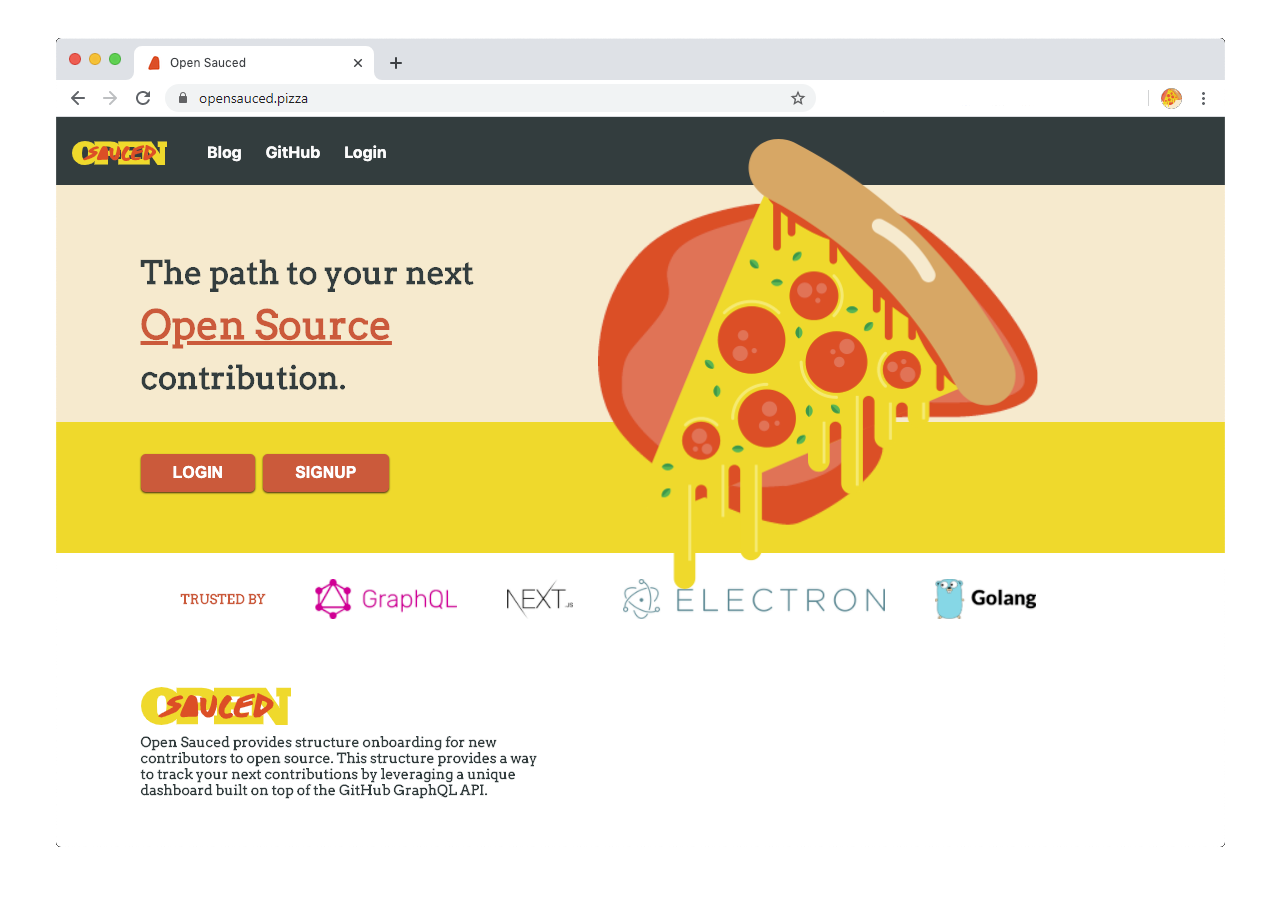 Open Sauced
opensauced.pizza
OPEN SAUCED
Blog GitHub Login
The path to your next
Open Source
contribution.
LOGIN SIGNUP
TRUSTED BY GraphQL NEXT.JS ELECTRON Golang
OPEN SAUCED
Open Sauced provides structure onboarding for new
contributors to open source. This structure provides a way
to track your next contributions by leveraging a unique
dashboard built on top of the GitHub GraphQL API.